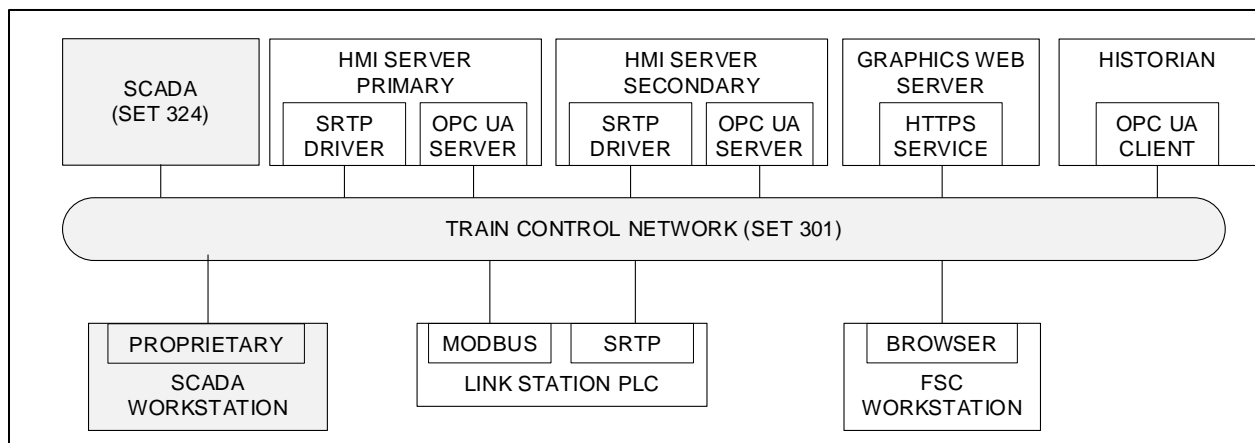 SCADA
(SET 324)
HMI SERVER
PRIMARY
SRTP
DRIVER
OPC UA
SERVER
HMI SERVER
SECONDARY
SRTP
DRIVER
OPC UA
SERVER
GRAPHICS WEB
SERVER
HTTPS
SERVICE
HISTORIAN
OPC UA
CLIENT
TRAIN CONTROL NETWORK (SET 301)
PROPRIETARY
SCADA
WORKSTATION
MODBUS
SRTP
LINK STATION PLC
BROWSER
FSC
WORKSTATION